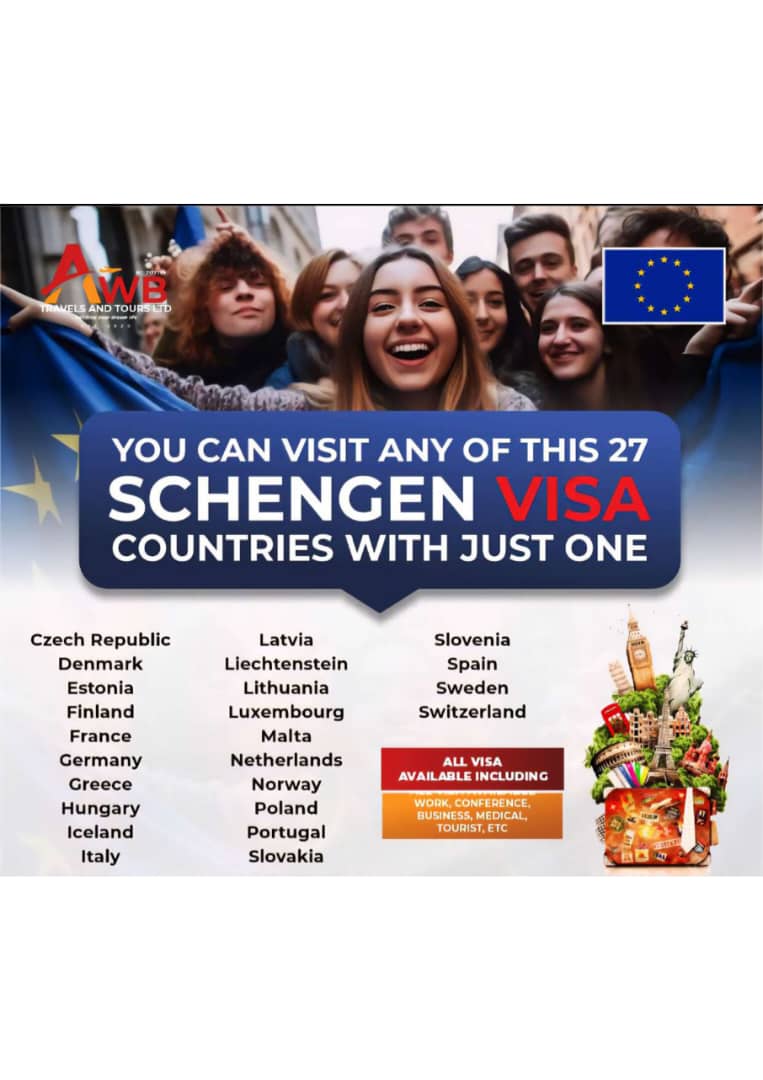 AWB
TRAVELS AND TOURS LTD
YOU CAN VISIT ANY OF THIS 27
SCHENGEN VISA
COUNTRIES WITH JUST ONE
Czech Republic
Denmark
Estonia
Finland
France
Germany
Greece
Hungary
Iceland
Italy
Latvia
Liechtenstein
Lithuania
Luxembourg
Malta
Netherlands
Norway
Poland
Portugal
Slovakia
Slovenia
Spain
Sweden
Switzerland
ALL VISA
AVAILABLE INCLUDING
WORK, CONFERENCE,
BUSINESS, MEDICAL,
TOURIST, ETC